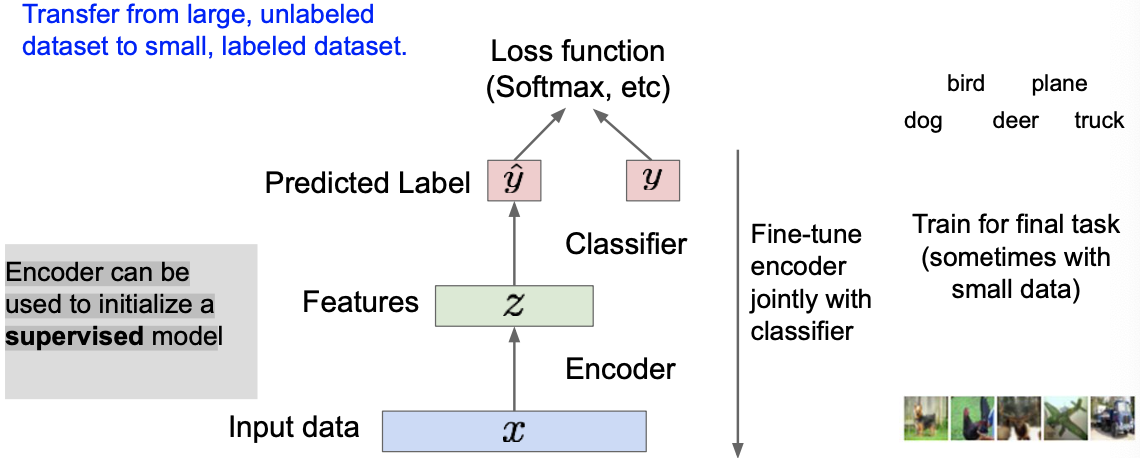 Transfer from large, unlabeled
dataset to small, labeled dataset.
Loss function
(Softmax, etc)
bird plane
dog deer truck
Predicted Label
ŷ
y
Classifier
Encoder can be
used to initialize a
supervised model
Features
z
Encoder
Input data
x
Fine-tune
encoder
jointly with
classifier
Train for final task
(sometimes with
small data)